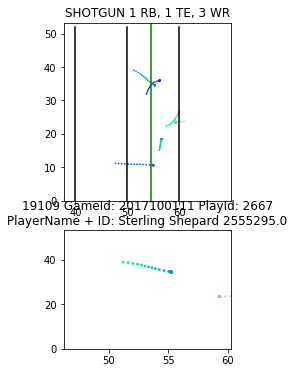 SHOTGUN 1 RB, 1 TE, 3 WR
50
40
30
20
10
0
40 50 60
19109 GameId: 2017100111 PlayId: 2667
PlayerName + ID: Sterling Shepard 2555295.0
40
20
0
50 55 60